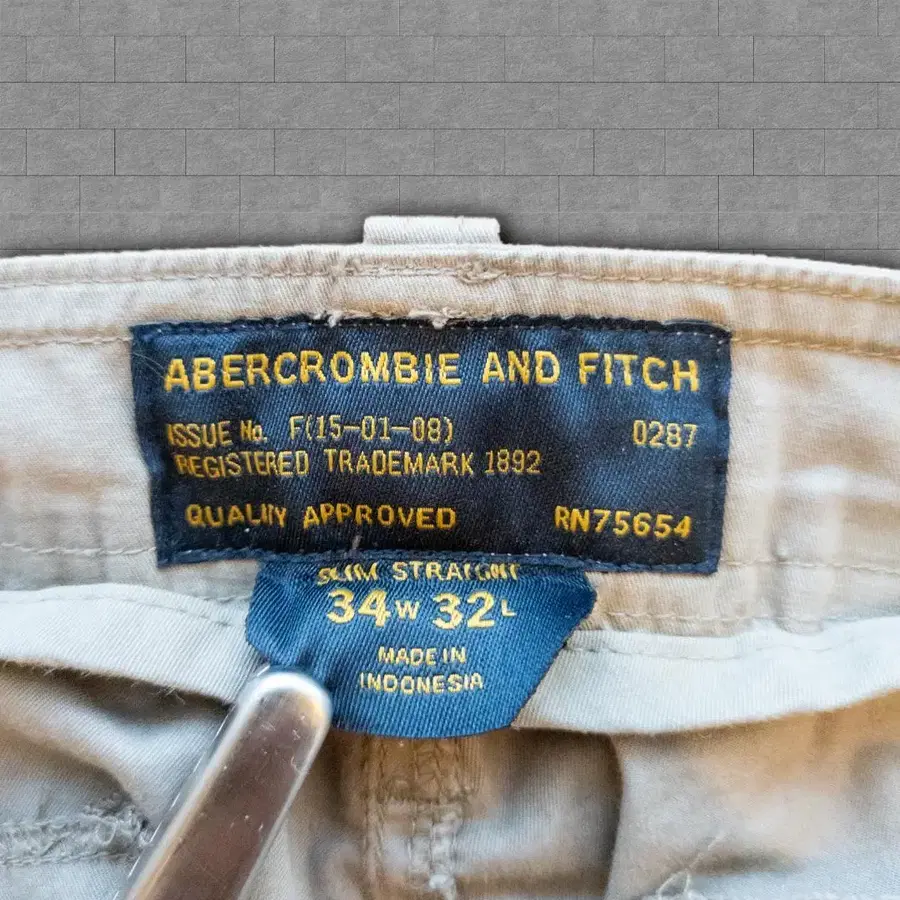 ABERCROMBIE AND FITCH
ISSUE No. F(15-01-08) 0287
REGISTERED TRADEMARK 1892
QUALITY APPROVED RN75654
SLIM STRAIGHT
34W 32L
MADE IN
INDONESIA